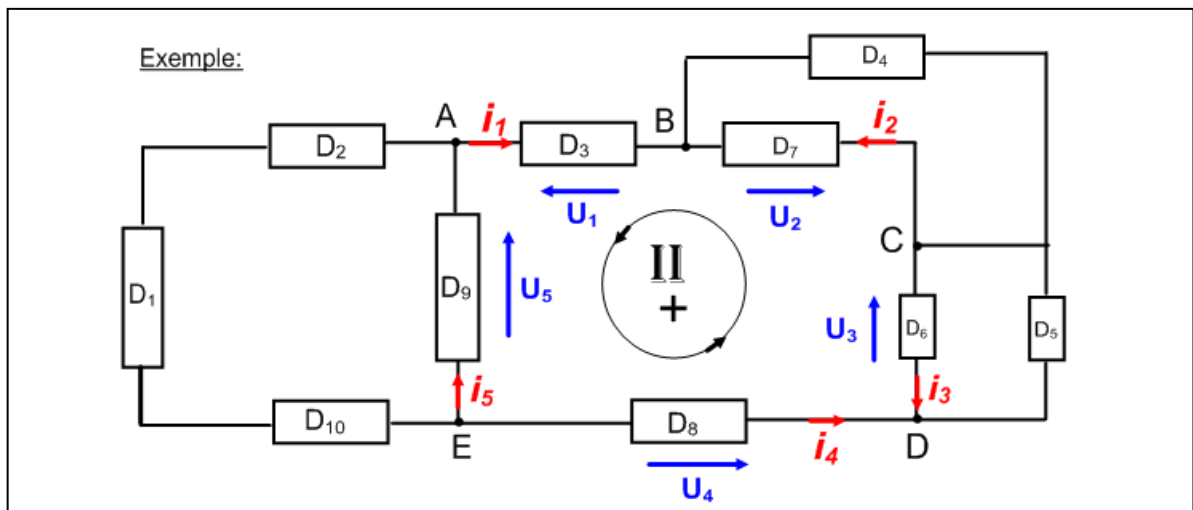 Exemple:
D4
A i1 B i2
D2 D3 D7
U1 U2
C
II
D1 D9 U5 + U3 D6 D5
i5 i3
D10 D8
E i4 D
U4